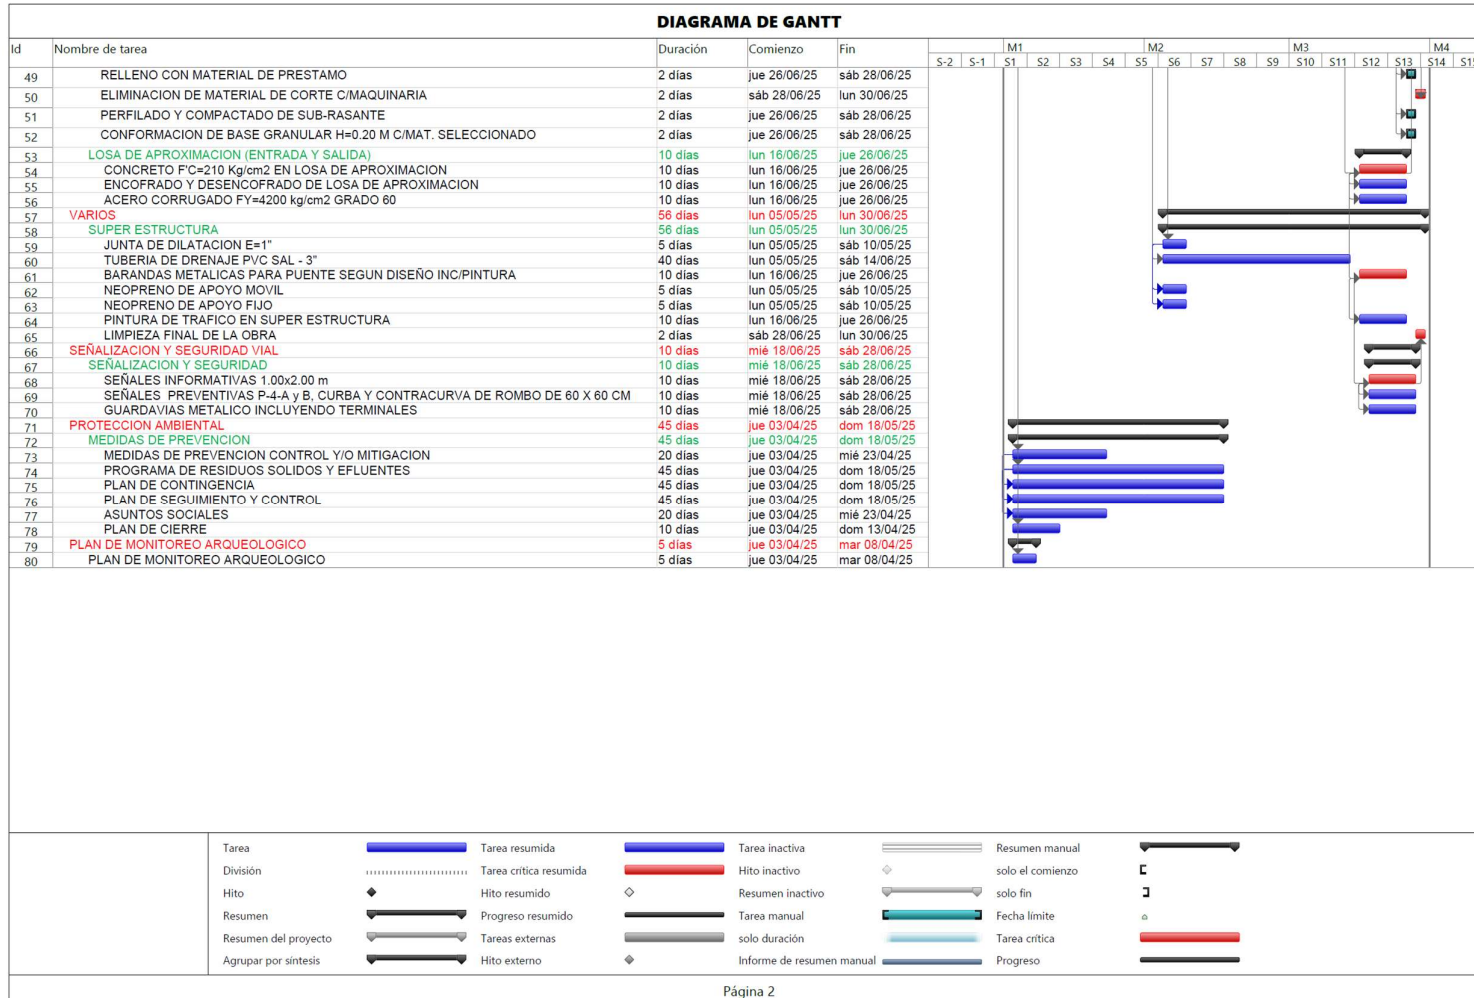 DIAGRAMA DE GANTT
Id Nombre de tarea Duración Comienzo Fin M1 M2 M3 M4
S-2 S-1 S1 S2 S3 S4 S5 S6 S7 S8 S9 S10 S11 S12 S13 S14 S15
49 RELLENO CON MATERIAL DE PRESTAMO 2 días jue 26/06/25 sáb 28/06/25
50 ELIMINACION DE MATERIAL DE CORTE C/MAQUINARIA 2 días sáb 28/06/25 lun 30/06/25
51 PERFILADO Y COMPACTADO DE SUB-RASANTE 2 días jue 26/06/25 sáb 28/06/25
52 CONFORMACION DE BASE GRANULAR H=0.20 M C/MAT. SELECCIONADO 2 días jue 26/06/25 sáb 28/06/25
53 LOSA DE APROXIMACION (ENTRADA Y SALIDA) 10 días lun 16/06/25 jue 26/06/25
54 CONCRETO F'C=210 Kg/cm2 EN LOSA DE APROXIMACION 10 días lun 16/06/25 jue 26/06/25
55 ENCOFRADO Y DESENCOFRADO DE LOSA DE APROXIMACION 10 días lun 16/06/25 jue 26/06/25
56 ACERO CORRUGADO FY=4200 kg/cm2 GRADO 60 10 días lun 16/06/25 jue 26/06/25
57 VARIOS 56 días lun 05/05/25 lun 30/06/25
58 SUPER ESTRUCTURA 56 días lun 05/05/25 lun 30/06/25
59 JUNTA DE DILATACION E=1" 5 días lun 05/05/25 sáb 10/05/25
60 TUBERIA DE DRENAJE PVC SAL - 3" 40 días lun 05/05/25 sáb 14/06/25
61 BARANDAS METALICAS PARA PUENTE SEGUN DISEÑO INC/PINTURA 10 días lun 16/06/25 jue 26/06/25
62 NEOPRENO DE APOYO MOVIL 5 días lun 05/05/25 sáb 10/05/25
63 NEOPRENO DE APOYO FIJO 5 días lun 05/05/25 sáb 10/05/25
64 PINTURA DE TRAFICO EN SUPER ESTRUCTURA 10 días lun 16/06/25 jue 26/06/25
65 LIMPIEZA FINAL DE LA OBRA 2 días sáb 28/06/25 lun 30/06/25
66 SEÑALIZACION Y SEGURIDAD VIAL 10 días mié 18/06/25 sáb 28/06/25
67 SEÑALIZACION Y SEGURIDAD 10 días mié 18/06/25 sáb 28/06/25
68 SEÑALES INFORMATIVAS 1.00x2.00 m 10 días mié 18/06/25 sáb 28/06/25
69 SEÑALES PREVENTIVAS P-4-A y B, CURBA Y CONTRACURVA DE ROMBO DE 60 X 60 CM 10 días mié 18/06/25 sáb 28/06/25
70 GUARDAVIAS METALICO INCLUYENDO TERMINALES 10 días mié 18/06/25 sáb 28/06/25
71 PROTECCION AMBIENTAL 45 días jue 03/04/25 dom 18/05/25
72 MEDIDAS DE PREVENCION 45 días jue 03/04/25 dom 18/05/25
73 MEDIDAS DE PREVENCION CONTROL Y/O MITIGACION 20 días jue 03/04/25 mié 23/04/25
74 PROGRAMA DE RESIDUOS SOLIDOS Y EFLUENTES 45 días jue 03/04/25 dom 18/05/25
75 PLAN DE CONTINGENCIA 45 días jue 03/04/25 dom 18/05/25
76 PLAN DE SEGUIMIENTO Y CONTROL 45 días jue 03/04/25 dom 18/05/25
77 ASUNTOS SOCIALES 20 días jue 03/04/25 mié 23/04/25
78 PLAN DE CIERRE 10 días jue 03/04/25 dom 13/04/25
79 PLAN DE MONITOREO ARQUEOLOGICO 5 días jue 03/04/25 mar 08/04/25
80 PLAN DE MONITOREO ARQUEOLOGICO 5 días jue 03/04/25 mar 08/04/25
Tarea Tarea resumida Tarea inactiva Resumen manual
División Tarea crítica resumida Hito inactivo solo el comienzo
Hito Hito resumido Resumen inactivo solo fin
Resumen Progreso resumido Tarea manual Fecha límite
Resumen del proyecto Tareas externas solo duración Tarea crítica
Agrupar por síntesis Hito externo Informe de resumen manual Progreso
Página 2